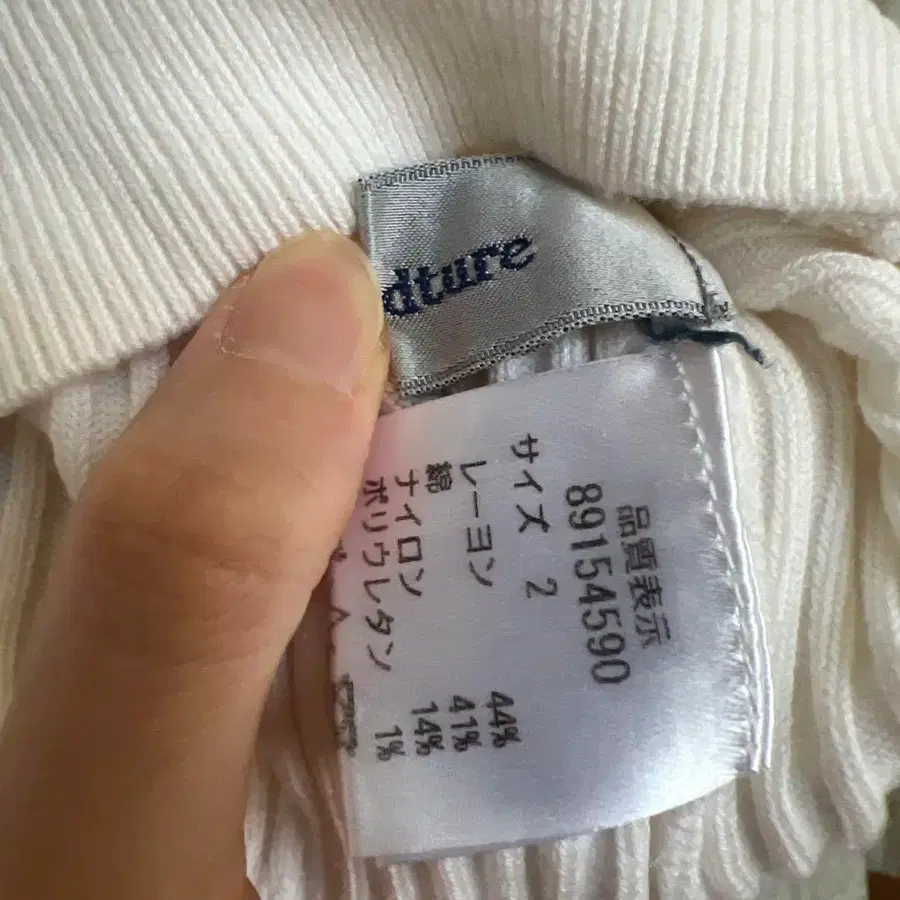 dture
品質表示
89154590
サイズ 2
レーヨン 44%
綿 41%
ナイロン 14%
ポリウレタン 1%